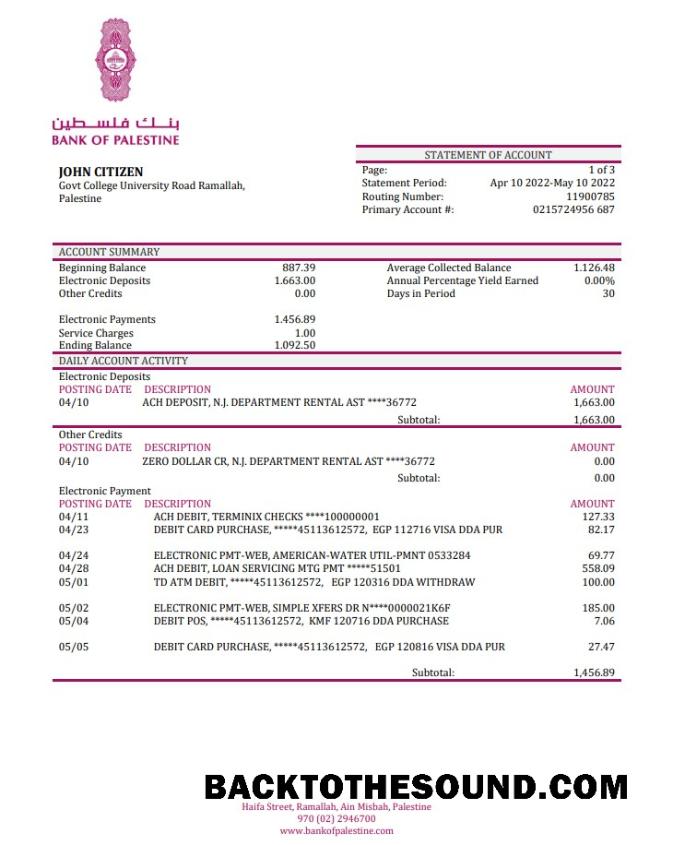 بنك فلسطين
BANK OF PALESTINE
JOHN CITIZEN
Govt College University Road Ramallah,
Palestine
STATEMENT OF ACCOUNT
Page: 1 of 3
Statement Period: Apr 10 2022-May 10 2022
Routing Number: 11900785
Primary Account #: 0215724956 687
ACCOUNT SUMMARY
Beginning Balance 887.39 Average Collected Balance 1.126.48
Electronic Deposits 1.663.00 Annual Percentage Yield Earned 0.00%
Other Credits 0.00 Days in Period 30
Electronic Payments 1.456.89
Service Charges 1.00
Ending Balance 1.092.50
DAILY ACCOUNT ACTIVITY
Electronic Deposits
POSTING DATE DESCRIPTION AMOUNT
04/10 ACH DEPOSIT, N.J. DEPARTMENT RENTAL AST ****36772 1,663.00
Subtotal: 1,663.00
Other Credits
POSTING DATE DESCRIPTION AMOUNT
04/10 ZERO DOLLAR CR, N.J. DEPARTMENT RENTAL AST ****36772 0.00
Subtotal: 0.00
Electronic Payment
POSTING DATE DESCRIPTION AMOUNT
04/11 ACH DEBIT, TERMINIX CHECKS ****100000001 127.33
04/23 DEBIT CARD PURCHASE, *****45113612572, EGP 112716 VISA DDA PUR 82.17
04/24 ELECTRONIC PMT-WEB, AMERICAN-WATER UTIL-PMNT 0533284 69.77
04/28 ACH DEBIT, LOAN SERVICING MTG PMT *****51501 558.09
05/01 TD ATM DEBIT, *****45113612572, EGP 120316 DDA WITHDRAW 100.00
05/02 ELECTRONIC PMT-WEB, SIMPLE XFERS DR N****0000021K6F 185.00
05/04 DEBIT POS, *****45113612572, KMF 120716 DDA PURCHASE 7.06
05/05 DEBIT CARD PURCHASE, *****45113612572, EGP 120816 VISA DDA PUR 27.47
Subtotal: 1,456.89
BACKTOTHESOUND.COM
Haifa Street, Ramallah, Ain Misbah, Palestine
970 (02) 2946700
www.bankofpalestine.com